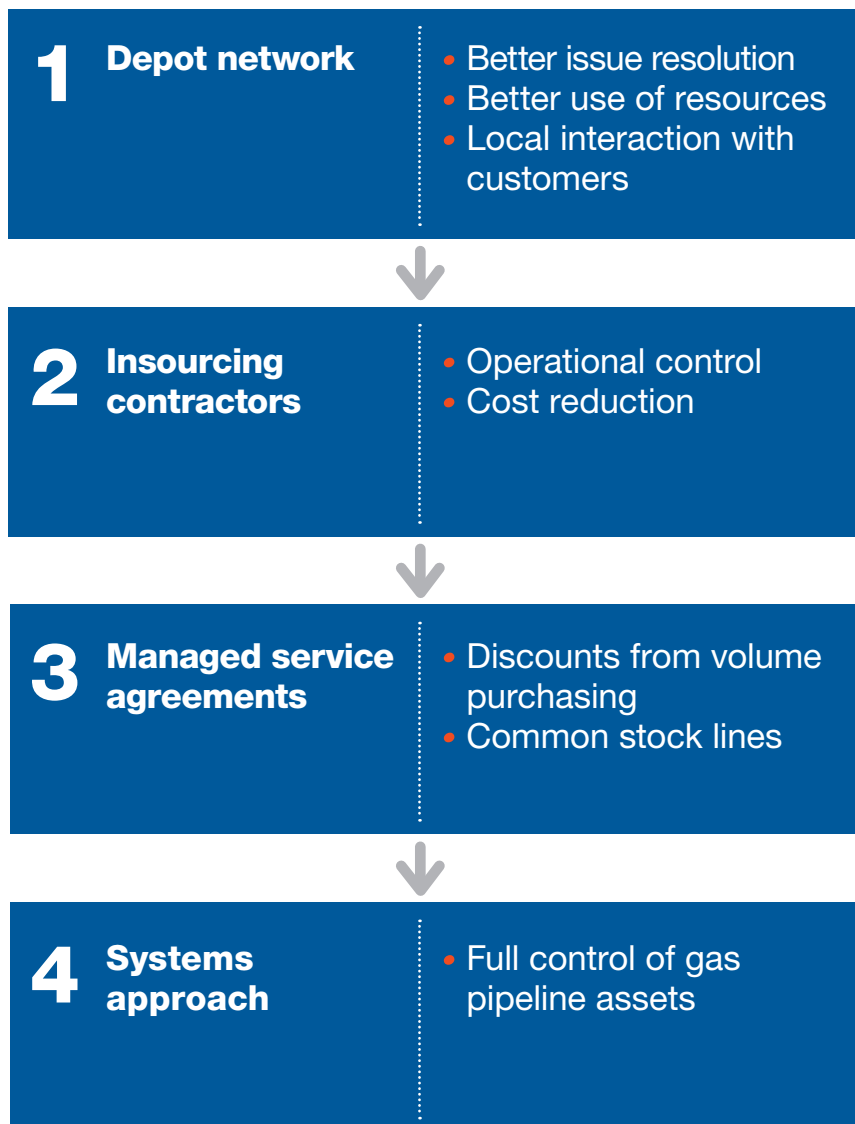 1 Depot network
• Better issue resolution
• Better use of resources
• Local interaction with
customers
2 Insourcing
contractors
• Operational control
• Cost reduction
3 Managed service
agreements
• Discounts from volume
purchasing
• Common stock lines
4 Systems
approach
• Full control of gas
pipeline assets